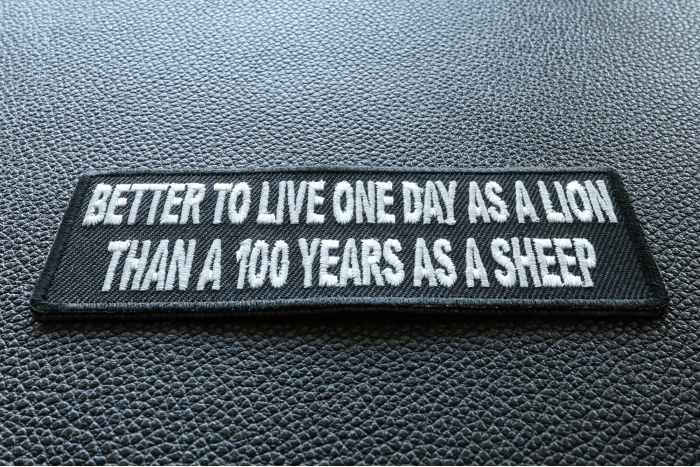 BETTER TO LIVE ONE DAY AS A LION
THAN A 100 YEARS AS A SHEEP